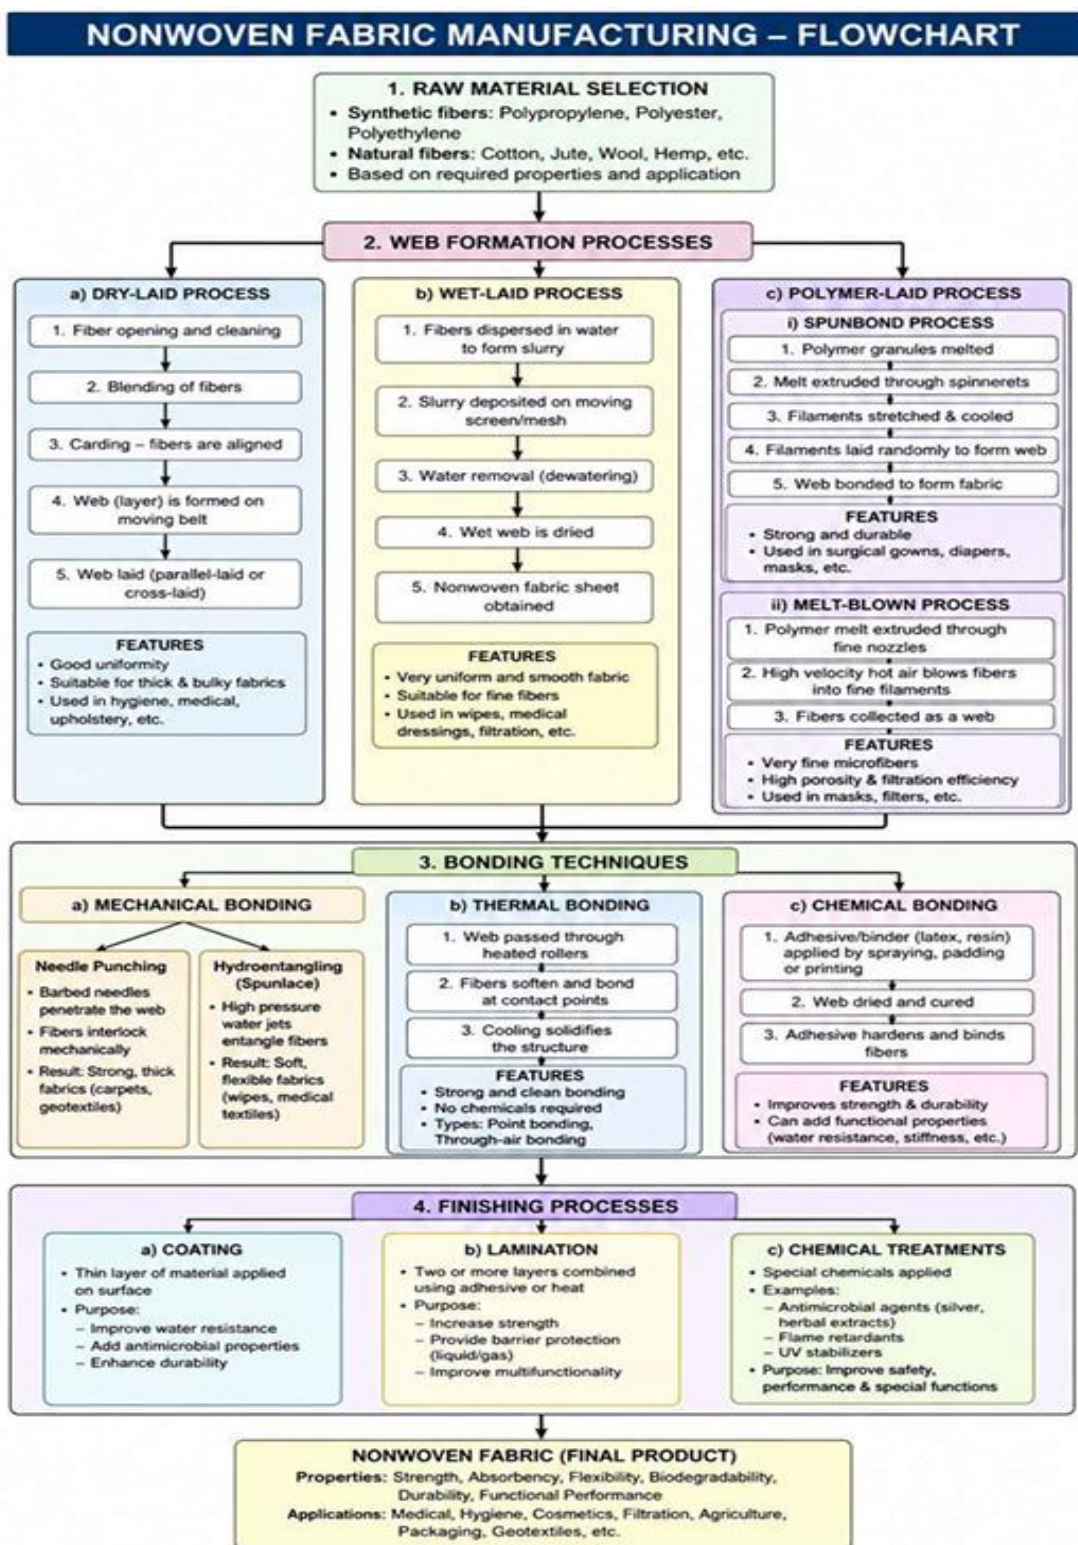 NONWOVEN FABRIC MANUFACTURING – FLOWCHART
1. RAW MATERIAL SELECTION
• Synthetic fibers: Polypropylene, Polyester,
Polyethylene
• Natural fibers: Cotton, Jute, Wool, Hemp, etc.
• Based on required properties and application
2. WEB FORMATION PROCESSES
a) DRY-LAID PROCESS
1. Fiber opening and cleaning
2. Blending of fibers
3. Carding – fibers are aligned
4. Web (layer) is formed on
moving belt
5. Web laid (parallel-laid or
cross-laid)
FEATURES
• Good uniformity
• Suitable for thick & bulky fabrics
• Used in hygiene, medical,
upholstery, etc.
b) WET-LAID PROCESS
1. Fibers dispersed in water
to form slurry
2. Slurry deposited on moving
screen/mesh
3. Water removal (dewatering)
4. Wet web is dried
5. Nonwoven fabric sheet
obtained
FEATURES
• Very uniform and smooth fabric
• Suitable for fine fibers
• Used in wipes, medical
dressings, filtration, etc.
c) POLYMER-LAID PROCESS
i) SPUNBOND PROCESS
1. Polymer granules melted
2. Melt extruded through spinnerets
3. Filaments stretched & cooled
4. Filaments laid randomly to form web
5. Web bonded to form fabric
FEATURES
• Strong and durable
• Used in surgical gowns, diapers,
masks, etc.
ii) MELT-BLOWN PROCESS
1. Polymer melt extruded through
fine nozzles
2. High velocity hot air blows fibers
into fine filaments
3. Fibers collected as a web
FEATURES
• Very fine microfibers
• High porosity & filtration efficiency
• Used in masks, filters, etc.
3. BONDING TECHNIQUES
a) MECHANICAL BONDING
Needle Punching
• Barbed needles
penetrate the web
• Fibers interlock
mechanically
• Result: Strong, thick
fabrics (carpets,
geotextiles)
Hydroentangling
(Spunlace)
• High pressure
water jets
entangle fibers
• Result: Soft,
flexible fabrics
(wipes, medical
textiles)
b) THERMAL BONDING
1. Web passed through
heated rollers
2. Fibers soften and bond
at contact points
3. Cooling solidifies
the structure
FEATURES
• Strong and clean bonding
• No chemicals required
• Types: Point bonding,
Through-air bonding
c) CHEMICAL BONDING
1. Adhesive/binder (latex, resin)
applied by spraying, padding
or printing
2. Web dried and cured
3. Adhesive hardens and binds
fibers
FEATURES
• Improves strength & durability
• Can add functional properties
(water resistance, stiffness, etc.)
4. FINISHING PROCESSES
a) COATING
• Thin layer of material applied
on surface
• Purpose:
– Improve water resistance
– Add antimicrobial properties
– Enhance durability
b) LAMINATION
• Two or more layers combined
using adhesive or heat
• Purpose:
– Increase strength
– Provide barrier protection
(liquid/gas)
– Improve multifunctionality
c) CHEMICAL TREATMENTS
• Special chemicals applied
• Examples:
– Antimicrobial agents (silver,
herbal extracts)
– Flame retardants
– UV stabilizers
• Purpose: Improve safety,
performance & special functions
NONWOVEN FABRIC (FINAL PRODUCT)
Properties: Strength, Absorbency, Flexibility, Biodegradability,
Durability, Functional Performance
Applications: Medical, Hygiene, Cosmetics, Filtration, Agriculture,
Packaging, Geotextiles, etc.